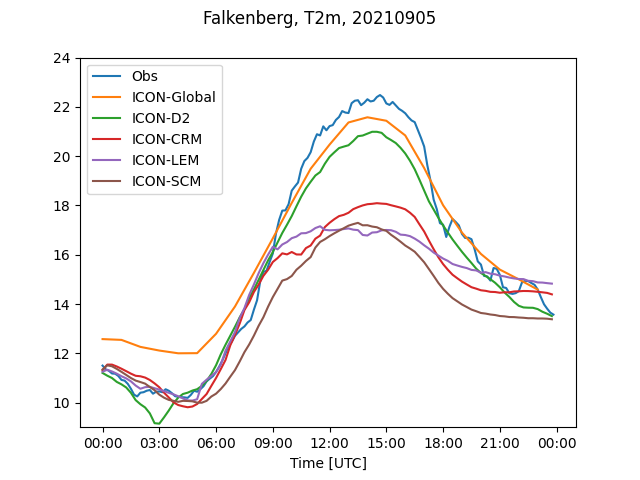 Falkenberg, T2m, 20210905
24
22
20
18
16
14
12
10
Obs
ICON-Global
ICON-D2
ICON-CRM
ICON-LEM
ICON-SCM
00:00 03:00 06:00 09:00 12:00 15:00 18:00 21:00 00:00
Time [UTC]